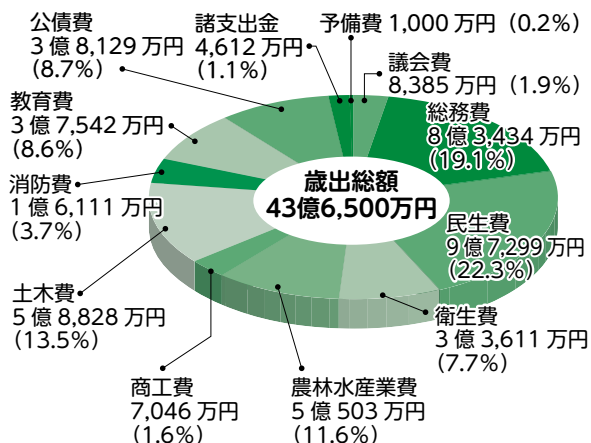 公債費
3 億 8,129 万円
(8.7%)
諸支出金
4,612 万円
(1.1%)
予備費 1,000 万円(0.2%)
議会費
8,385 万円(1.9%)
総務費
8 億 3,434 万円
(19.1%)
教育費
3 億 7,542 万円
(8.6%)
消防費
1 億 6,111 万円
(3.7%)
歳出総額
43億6,500万円
民生費
9 億 7,299 万円
(22.3%)
土木費
5 億 8,828 万円
(13.5%)
衛生費
3 億 3,611 万円
(7.7%)
商工費
7,046 万円
(1.6%)
農林水産業費
5 億 503 万円
(11.6%)